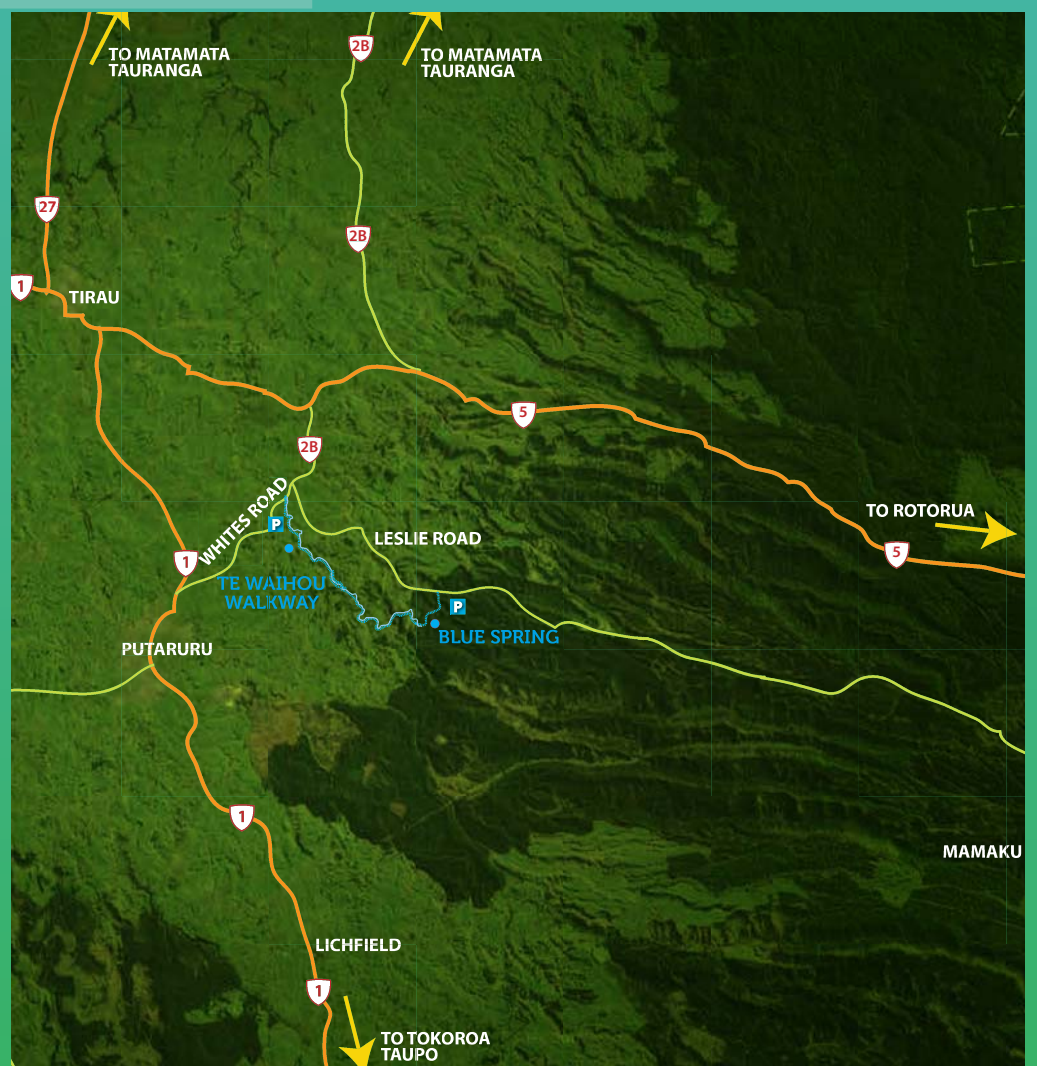 2B
TO MATAMATA
TAURANGA
TO MATAMATA
TAURANGA
27
2B
1
TIRAU
5
2B
WHITES ROAD
TO ROTORUA
P
LESLIE ROAD
5
1
TE WAIHOU
WALKWAY
P
BLUE SPRING
PUTARURU
1
MAMAKU
LICHFIELD
1
TO TOKOROA
TAUPO